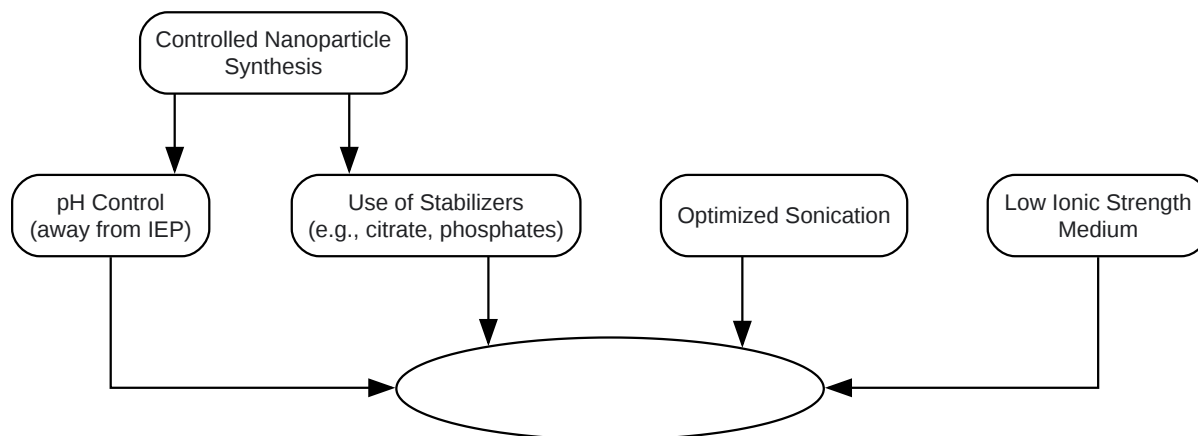 Controlled Nanoparticle
Synthesis
pH Control
(away from IEP)
Use of Stabilizers
(e.g., citrate, phosphates)
Optimized Sonication
Low Ionic Strength
Medium